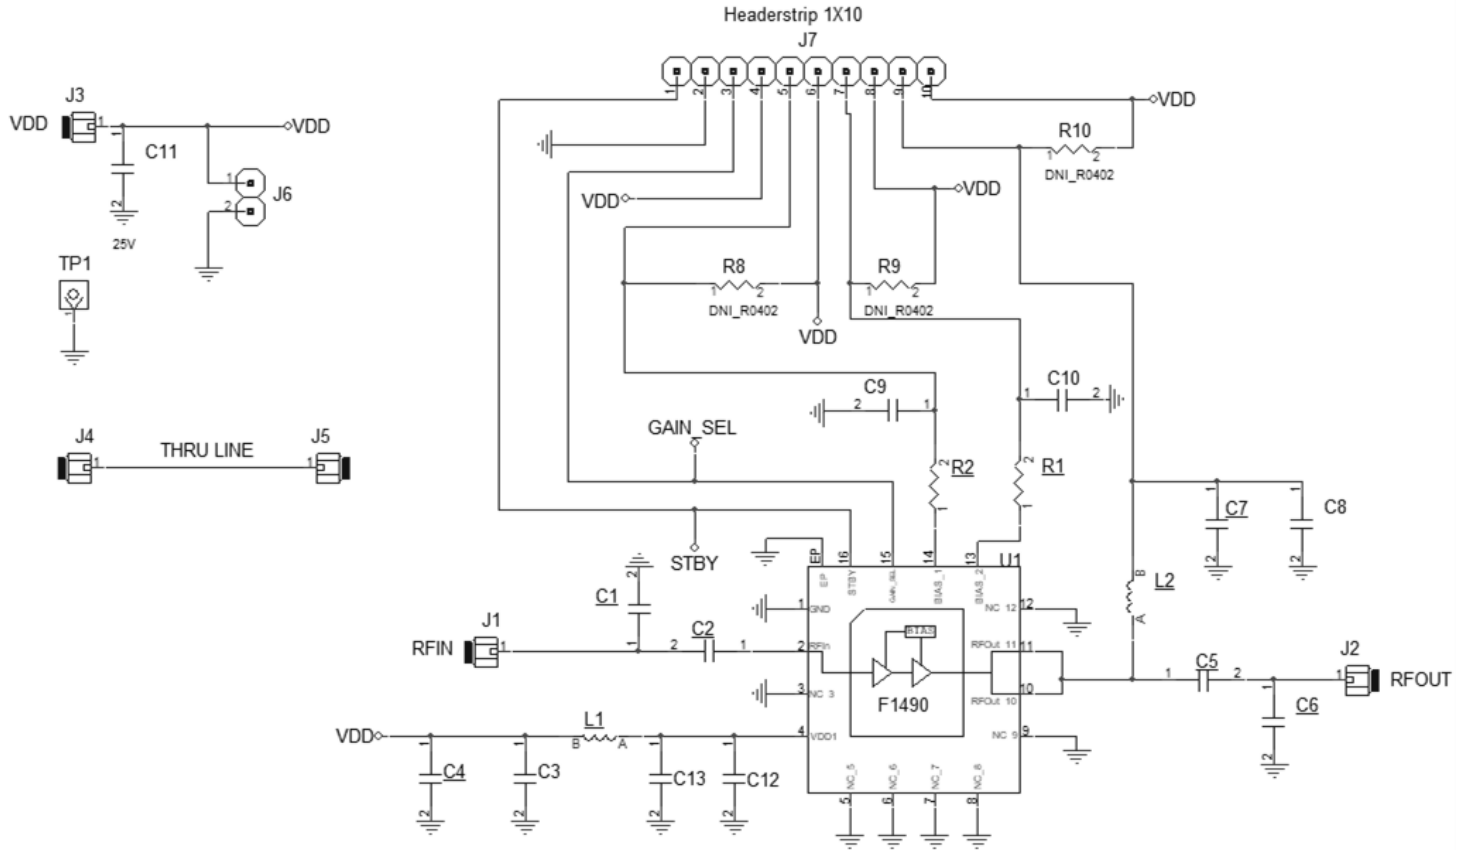 Headerstrip 1X10
J7
1 2 3 4 5 6 7 8 9 10
J3
VDD
1
VDD
1
C11
2
25V
1
2
J6
VDD
R10
1 2
DNI_R0402
VDD
VDD
TP1
1
R8
1 2
DNI_R0402
VDD
R9
1 2
DNI_R0402
C9
2 1
C10
1 2
J4
1
THRU LINE
J5
1
GAIN_SEL
STBY
2
R2
1
2
R1
1
1
C7
2
1
C8
2
B
L2
A
EP
16
15
14
13
U1
EP
STBY
GAIN_SEL
BIAS_1
BIAS_2
2
C1
1
J1
RFIN
1
2
C2
1
1
GND
2
RFIn
3
NC 3
4
VDD1
BIAS
F1490
NC 12
12
RFOut 11
11
10
RFOut 10
NC 9
9
NC_5
NC_6
NC_7
NC_8
5
6
7
8
1
C5
2
J2
1
RFOUT
1
C6
2
VDD
L1
B A
1
C4
2
1
C3
2
1
C13
2
1
C12
2